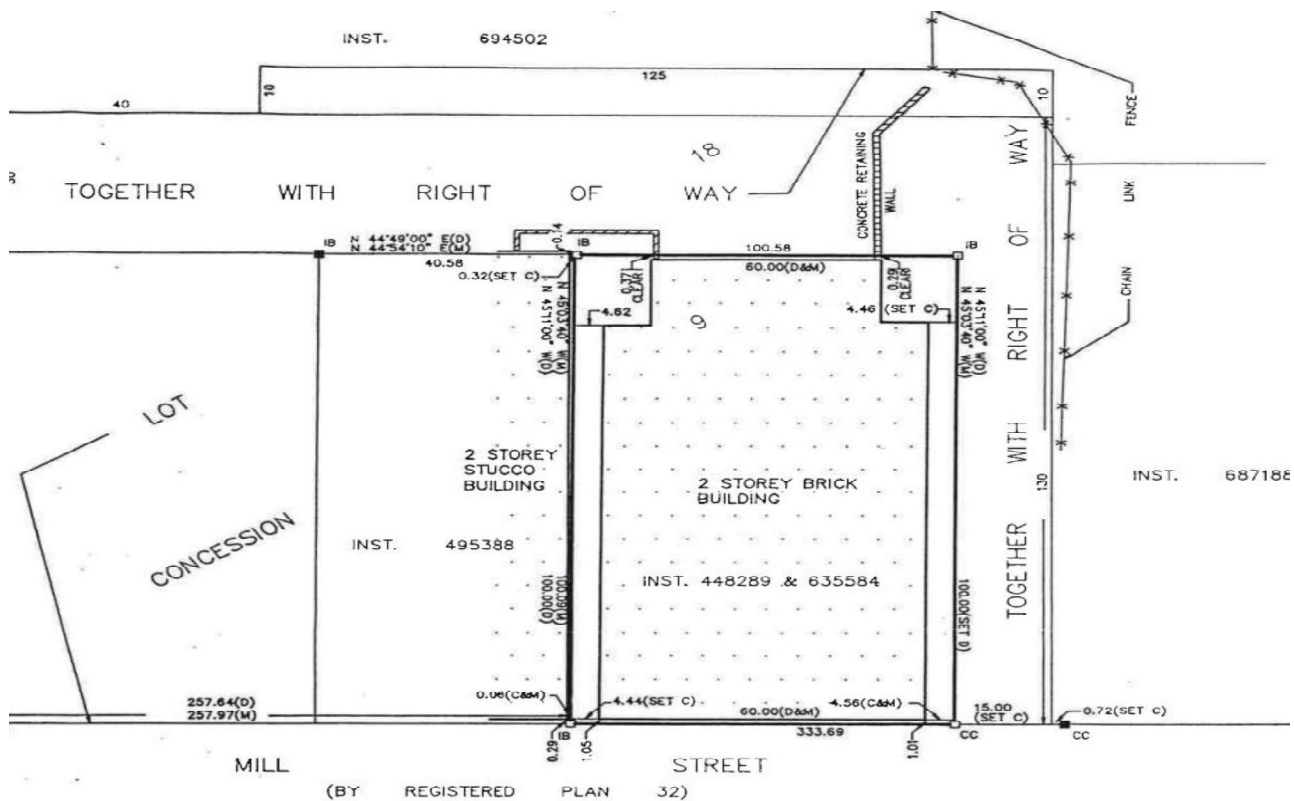 INST. 694502
125
40
10
10
FENCE
18
TOGETHER WITH RIGHT OF WAY
CONCRETE RETAINING
WALL
WAY
OF
RIGHT
WITH
TOGETHER
LINK
CHAIN
IB
N 44°49'00" E(D)
N 44°54'10" E(M)
0.14
IB
100.58
IB
40.58
60.00(D&M)
0.32(SET C)
0.37
CLEAR
0.29
CLEAR
N 45°03'40" W(M)
N 45°11'00" W(D)
4.62
4.46 (SET C)
N 45°11'00" W(D)
N 45°03'40" W(M)
9
LOT
CONCESSION
2 STOREY
STUCCO
BUILDING
2 STOREY BRICK
BUILDING
130
INST. 687188
INST. 495388
INST. 448289 & 635584
100.09(M)
100.00(D)
100.00(SET D)
257.64(D)
257.97(M)
0.06(C&M)
4.44(SET C)
60.00(D&M)
4.56(C&M)
15.00
(SET C)
0.72(SET C)
0.29
IB
1.05
333.69
1.01
CC
CC
MILL STREET
(BY REGISTERED PLAN 32)